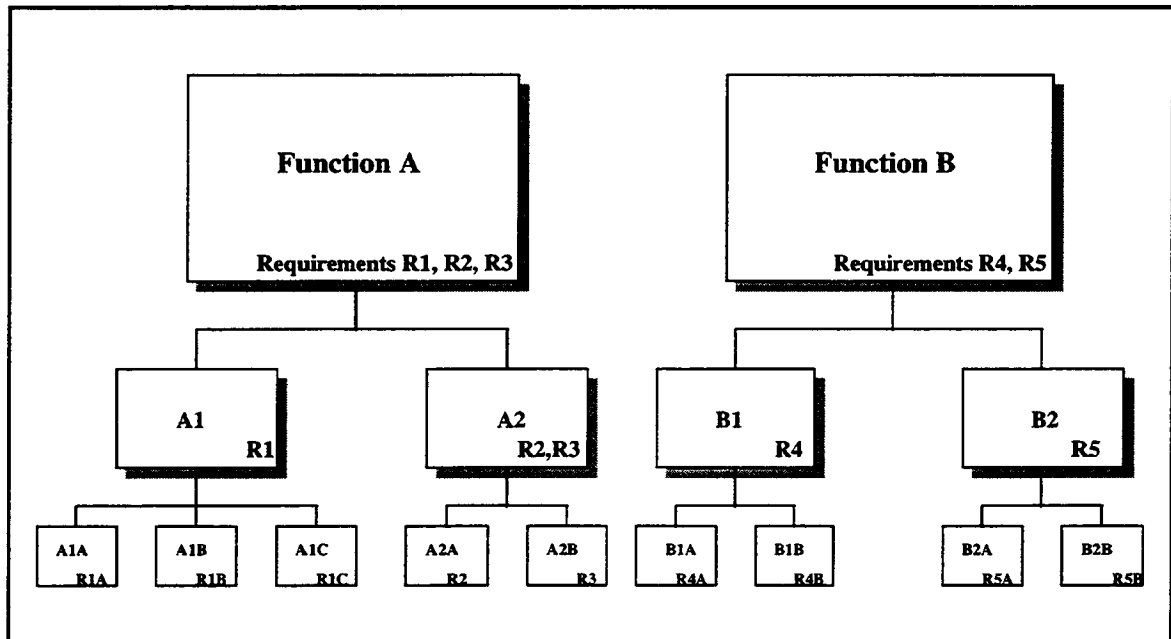 Function A
Requirements R1, R2, R3
Function B
Requirements R4, R5
A1
R1
A2
R2,R3
B1
R4
B2
R5
A1A
R1A
A1B
R1B
A1C
R1C
A2A
R2
A2B
R3
B1A
R4A
B1B
R4B
B2A
R5A
B2B
R5B